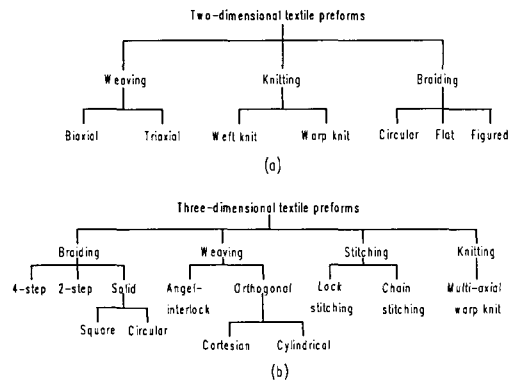 Two-dimensional textile preforms
Weaving Knitting Braiding
Biaxial Triaxial Weft knit Warp knit Circular Flat Figured
(a)
Three-dimensional textile preforms
Braiding Weaving Stitching Knitting
4-step 2-step Solid Angel- Orthogonal Lock Chain Multi-axial
interlock stitching stitching warp knit
Square Circular
Cartesian Cylindrical
(b)